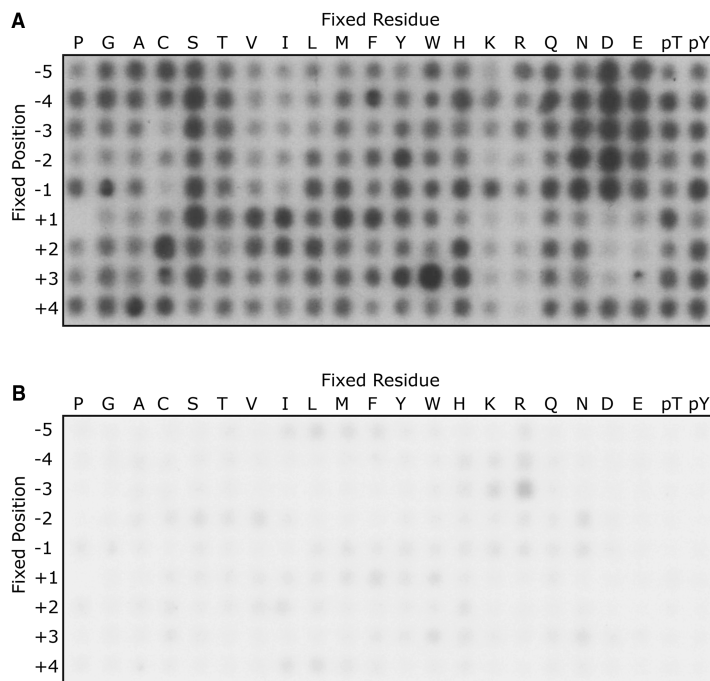 A
Fixed Residue
P G A C S T V I L M F Y W H K R Q N D E pT pY
Fixed Position
-5
-4
-3
-2
-1
+1
+2
+3
+4
B
Fixed Residue
P G A C S T V I L M F Y W H K R Q N D E pT pY
Fixed Position
-5
-4
-3
-2
-1
+1
+2
+3
+4